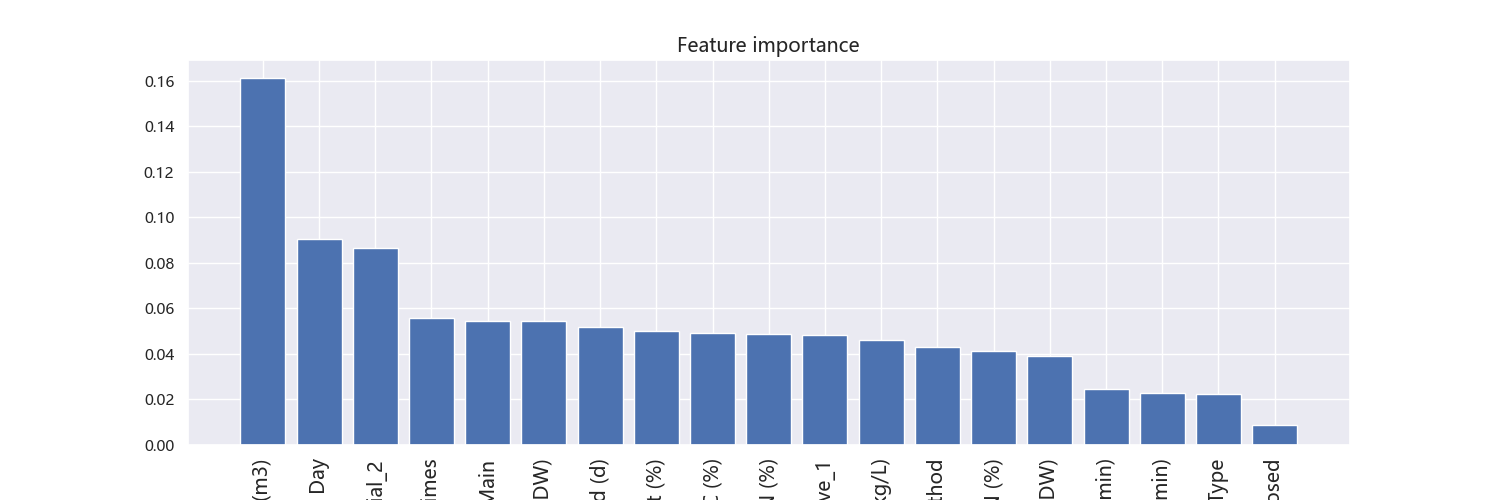 Feature importance
0.16
0.14
0.12
0.10
0.08
0.06
0.04
0.02
0.00
(m3)
Day
ial_2
imes
Main
DW)
d (d)
t (%)
C (%)
N (%)
ve_1
kg/L)
thod
N (%)
DW)
min)
min)
Type
osed